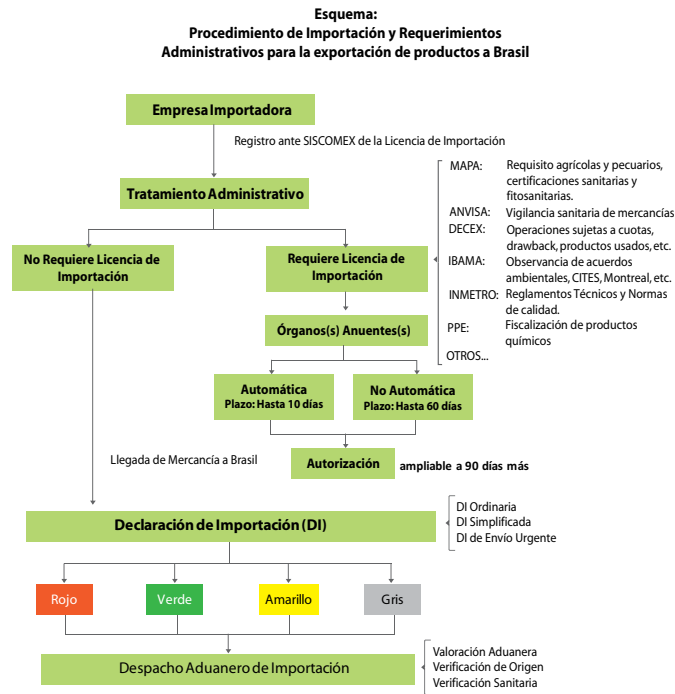 Esquema:
Procedimiento de Importación y Requerimientos
Administrativos para la exportación de productos a Brasil
Empresa Importadora
Registro ante SISCOMEX de la Licencia de Importación
Tratamiento Administrativo
MAPA: Requisito agrícolas y pecuarios,
certificaciones sanitarias y
fitosanitarias.
ANVISA: Vigilancia sanitaria de mercancías
DECEX: Operaciones sujetas a cuotas,
drawback, productos usados, etc.
IBAMA: Observancia de acuerdos
ambientales, CITES, Montreal, etc.
INMETRO: Reglamentos Técnicos y Normas
de calidad.
PPE: Fiscalización de productos
químicos
OTROS...
No Requiere Licencia de
Importación
Requiere Licencia de
Importación
Órganos(s) Anuentes(s)
Automática
Plazo: Hasta 10 días
No Automática
Plazo: Hasta 60 días
Llegada de Mercancía a Brasil
Autorización
ampliable a 90 días más
Declaración de Importación (DI)
DI Ordinaria
DI Simplificada
DI de Envío Urgente
Rojo
Verde
Amarillo
Gris
Despacho Aduanero de Importación
Valoración Aduanera
Verificación de Origen
Verificación Sanitaria